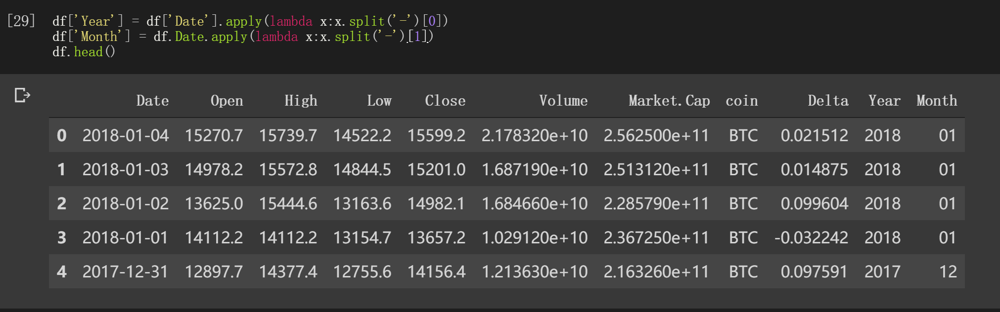 [29] df['Year'] = df['Date'].apply(lambda x:x.split('-')[0])
df['Month'] = df.Date.apply(lambda x:x.split('-')[1])
df.head()
Date Open High Low Close Volume Market.Cap coin Delta Year Month
0 2018-01-04 15270.7 15739.7 14522.2 15599.2 2.178320e+10 2.562500e+11 BTC 0.021512 2018 01
1 2018-01-03 14978.2 15572.8 14844.5 15201.0 1.687190e+10 2.513120e+11 BTC 0.014875 2018 01
2 2018-01-02 13625.0 15444.6 13163.6 14982.1 1.684660e+10 2.285790e+11 BTC 0.099604 2018 01
3 2018-01-01 14112.2 14112.2 13154.7 13657.2 1.029120e+10 2.367250e+11 BTC -0.032242 2018 01
4 2017-12-31 12897.7 14377.4 12755.6 14156.4 1.213630e+10 2.163260e+11 BTC 0.097591 2017 12